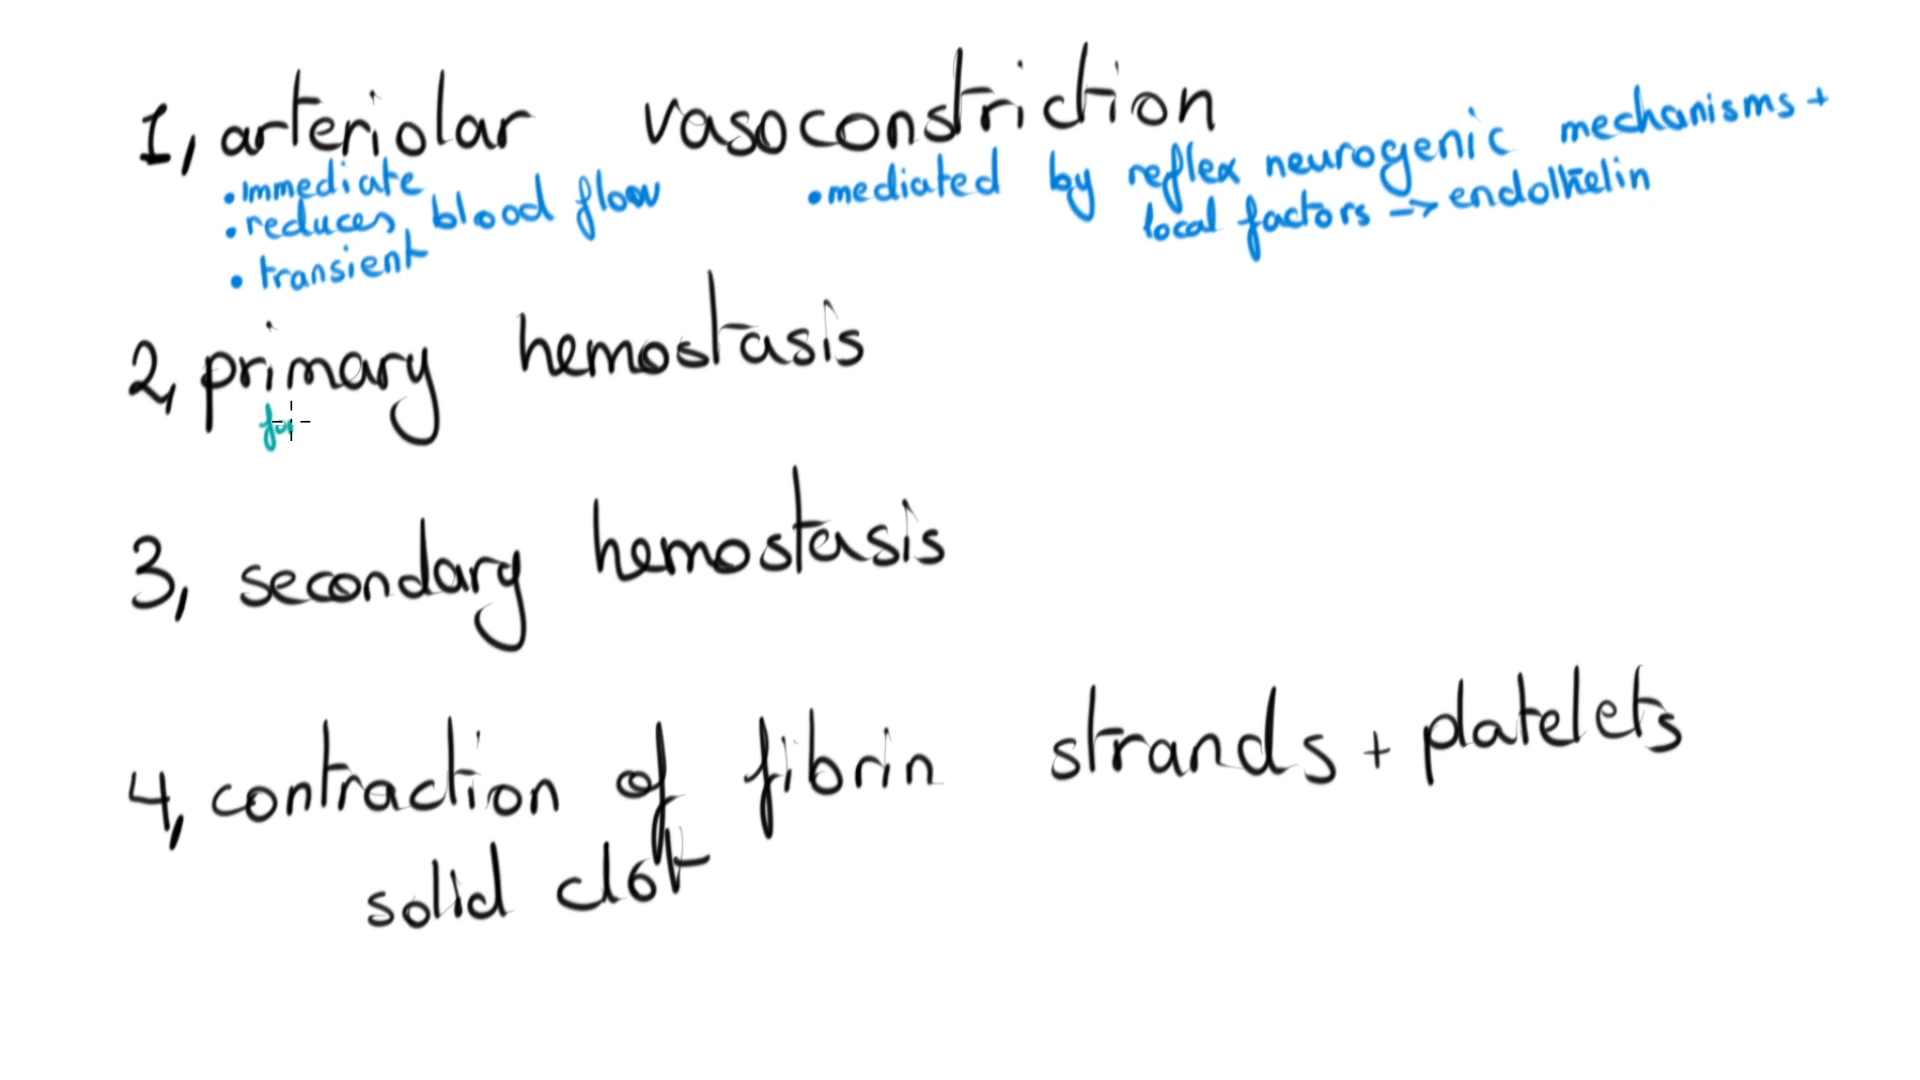 1, arteriolar vasoconstriction
• immediate
• reduces blood flow
• transient
• mediated by reflex neurogenic mechanisms +
local factors -> endolthelin
2, primary hemostasis
3, secondary hemostasis
4, contraction of fibrin strands + platelets
solid clot